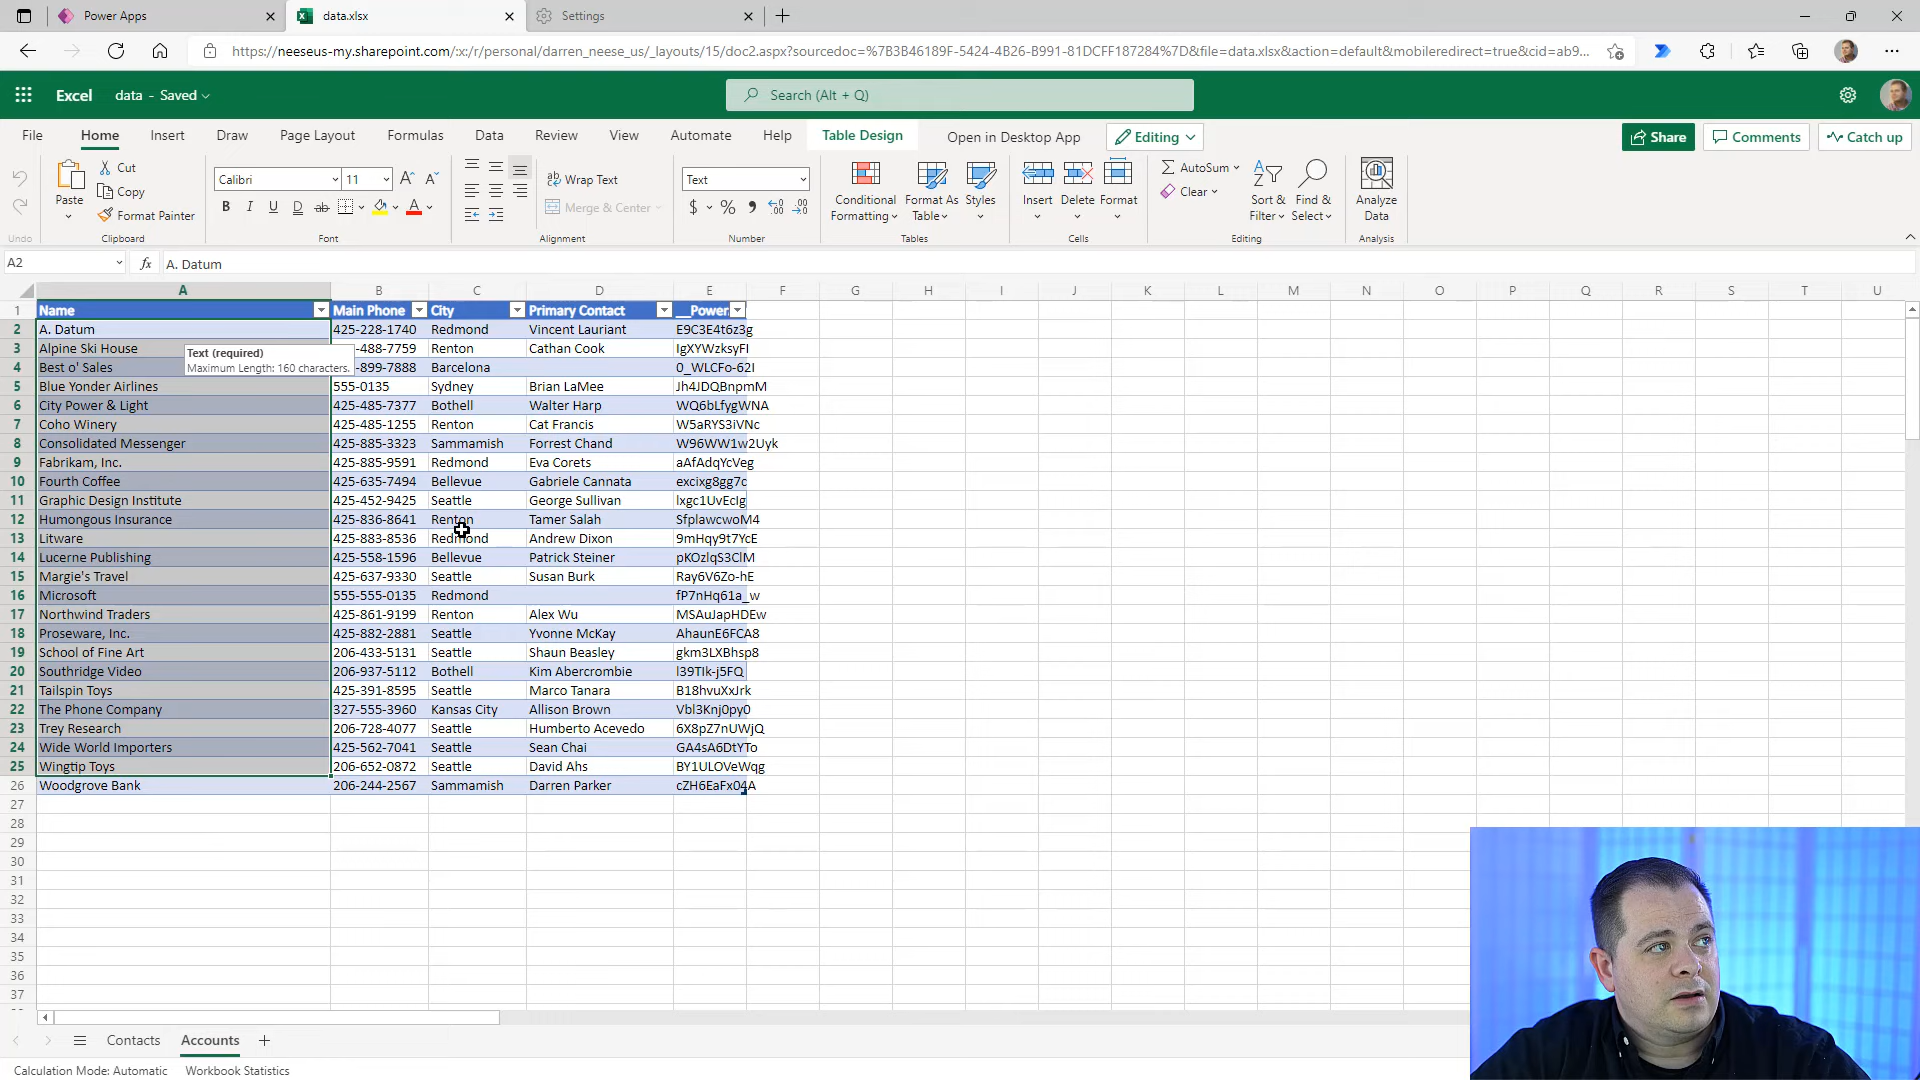 Power Apps
data.xlsx
Settings
https://neeseus-my.sharepoint.com/:x:/r/personal/darren_neese_us/_layouts/15/doc2.aspx?sourcedoc=%7B3B46189F-5424-4B26-B991-81DCFF187284%7D&file=data.xlsx&action=default&mobileredirect=true&cid=ab9...
Excel data - Saved
Search (Alt + Q)
File Home Insert Draw Page Layout Formulas Data Review View Automate Help Table Design Open in Desktop App Editing Share Comments Catch up
Undo
Paste Cut Copy Format Painter
Clipboard
Calibri 11
B I U D ab A
Font
Wrap Text
Merge & Center
Alignment
Text
$ % 9
Number
Conditional Formatting Format As Table Styles
Tables
Insert Delete Format
Cells
AutoSum Clear Sort & Filter Find & Select
Editing
Analyze Data
Analysis
A2 fx A. Datum
A B C D E F G H I J K L M N O P Q R S T U
1 Name Main Phone City Primary Contact __Power
2 A. Datum 425-228-1740 Redmond Vincent Lauriant E9C3E4t6z3g
3 Alpine Ski House -488-7759 Renton Cathan Cook IgXYWzksyFI
4 Best o' Sales -899-7888 Barcelona 0_WLCFo-62I
Text (required)
Maximum Length: 160 characters.
5 Blue Yonder Airlines 555-0135 Sydney Brian LaMee Jh4JDQBnpmM
6 City Power & Light 425-485-7377 Bothell Walter Harp WQ6bLfygWNA
7 Coho Winery 425-485-1255 Renton Cat Francis W5aRYS3iVNc
8 Consolidated Messenger 425-885-3323 Sammamish Forrest Chand W96WW1w2Uyk
9 Fabrikam, Inc. 425-885-9591 Redmond Eva Corets aAfAdqYcVeg
10 Fourth Coffee 425-635-7494 Bellevue Gabriele Cannata excixg8gg7c
11 Graphic Design Institute 425-452-9425 Seattle George Sullivan lxgc1UvEcIg
12 Humongous Insurance 425-836-8641 Renton Tamer Salah SfplawcwoM4
13 Litware 425-883-8536 Redmond Andrew Dixon 9mHqy9t7YcE
14 Lucerne Publishing 425-558-1596 Bellevue Patrick Steiner pKOzlqS3ClM
15 Margie's Travel 425-637-9330 Seattle Susan Burk Ray6V6Zo-hE
16 Microsoft 555-555-0135 Redmond fP7nHq61a_w
17 Northwind Traders 425-861-9199 Renton Alex Wu MSAuJapHDEw
18 Proseware, Inc. 425-882-2881 Seattle Yvonne McKay AhaunE6FCA8
19 School of Fine Art 206-433-5131 Seattle Shaun Beasley gkm3LXBhsp8
20 Southridge Video 206-937-5112 Bothell Kim Abercrombie l39TIk-j5FQ
21 Tailspin Toys 425-391-8595 Seattle Marco Tanara B18hvuXxJrk
22 The Phone Company 327-555-3960 Kansas City Allison Brown Vbl3Knj0py0
23 Trey Research 206-728-4077 Seattle Humberto Acevedo 6X8pZ7nUWjQ
24 Wide World Importers 425-562-7041 Seattle Sean Chai GA4sA6DtYTo
25 Wingtip Toys 206-652-0872 Seattle David Ahs BY1ULOVeWqg
26 Woodgrove Bank 206-244-2567 Sammamish Darren Parker cZH6EaFx04A
27
28
29
30
31
32
33
34
35
36
37
Contacts Accounts
Calculation Mode: Automatic Workbook Statistics